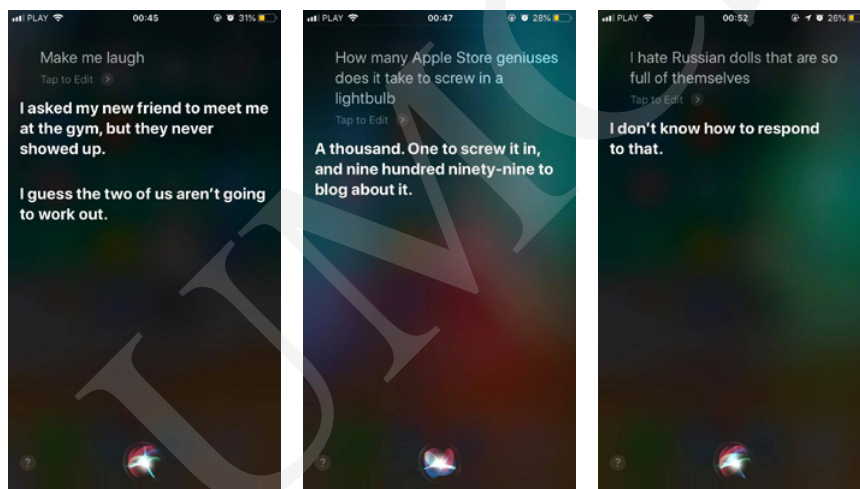 PLAY 00:45 31%
Make me laugh
Tap to Edit
I asked my new friend to meet me
at the gym, but they never
showed up.
I guess the two of us aren't going
to work out.
?
PLAY 00:47 28%
How many Apple Store geniuses
does it take to screw in a
lightbulb
Tap to Edit
A thousand. One to screw it in,
and nine hundred ninety-nine to
blog about it.
?
PLAY 00:52 26%
I hate Russian dolls that are so
full of themselves
Tap to Edit
I don't know how to respond
to that.
?
UMC